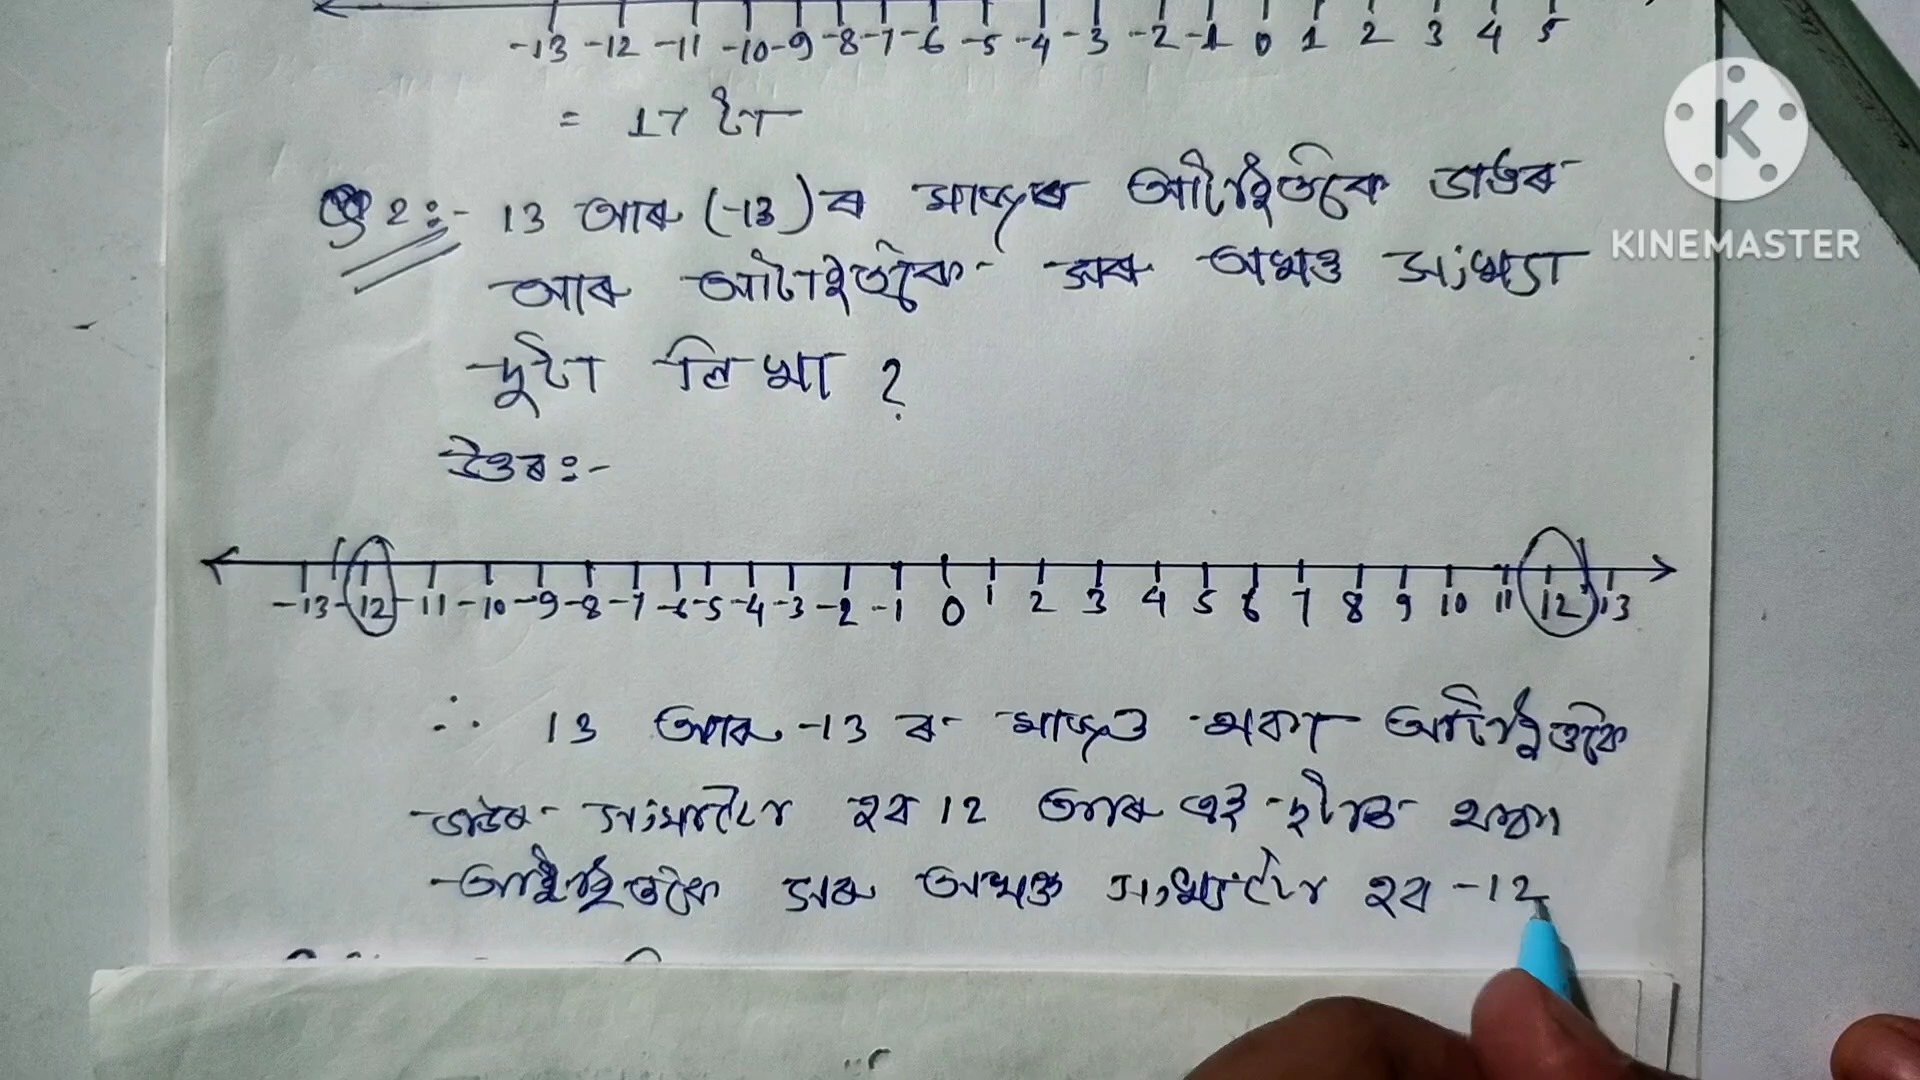 -13 -12 -11 -10 -9 -8 -7 -6 -5 -4 -3 -2 -1 0 1 2 3 4 5
= 17 টা
KINEMASTER
Q 2:- 13 আৰু (-13) ৰ মাজৰ আটাইতকৈ ডাঙৰ
আৰু আটাইতকৈ সৰু অখণ্ড সংখ্যা
দুটা লিখা ?
উত্তৰঃ-
-13 -12 -11 -10 -9 -8 -7 -6 -5 -4 -3 -2 -1 0 1 2 3 4 5 6 7 8 9 10 11 12 13
∴ 13 আৰু -13 ৰ মাজত থকা আটাইতকৈ
ডাঙৰ সংখ্যাটো হব 12 আৰু এই থকা
আটাইতকৈ সৰু অখণ্ড সংখ্যাটো হব -12